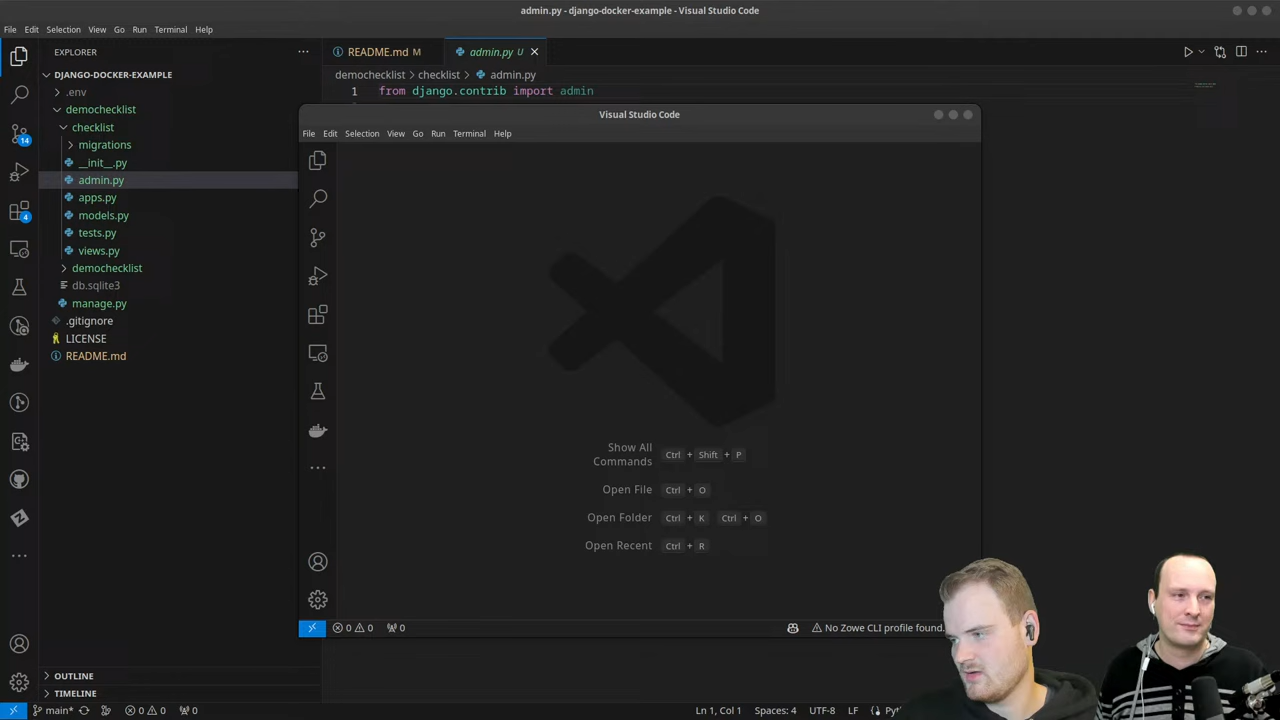 admin.py - django-docker-example - Visual Studio Code
File Edit Selection View Go Run Terminal Help
EXPLORER
README.md M
admin.py U
DJANGO-DOCKER-EXAMPLE
demochecklist checklist admin.py
.env
1 from django.contrib import admin
demochecklist
checklist
migrations
__init__.py
admin.py
apps.py
models.py
tests.py
views.py
demochecklist
db.sqlite3
manage.py
.gitignore
LICENSE
README.md
14
4
Visual Studio Code
File Edit Selection View Go Run Terminal Help
Show All
Commands
Ctrl + Shift + P
Open File Ctrl + O
Open Folder Ctrl + K Ctrl + O
Open Recent Ctrl + R
0 0 0 No Zowe CLI profile found.
OUTLINE
TIMELINE
main* 0 0 0 Ln 1, Col 1 Spaces: 4 UTF-8 LF